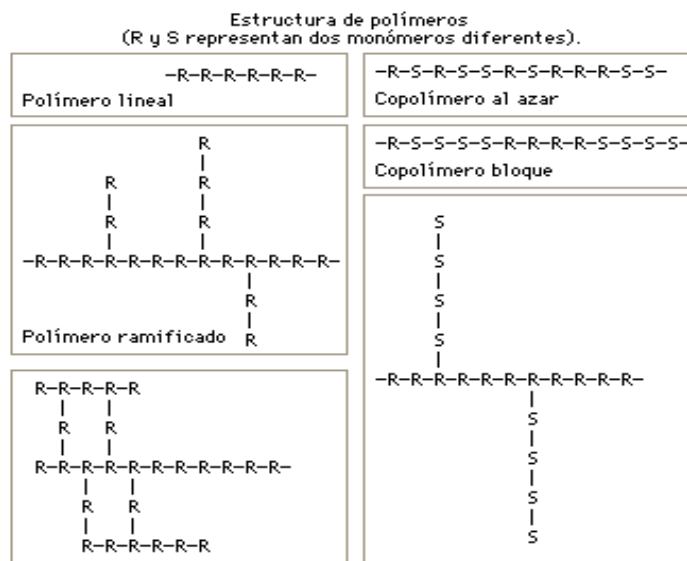 Estructura de polímeros
(R y S representan dos monómeros diferentes).
–R–R–R–R–R–R–
Polímero lineal
–R–S–R–S–S–R–S–R–R–R–S–S–
Copolímero al azar
R
R R
R R
–R–R–R–R–R–R–R–R–R–R–R–R–R–
R
Polímero ramificado R
–R–S–S–S–S–R–R–R–R–S–S–S–S–
Copolímero bloque
R–R–R–R–R
R R
R–R–R–R–R–R–R–R–R–R–R–
R R
R–R–R–R–R–R
S
S
S
S
–R–R–R–R–R–R–R–R–R–R–R–
S
S
S
S